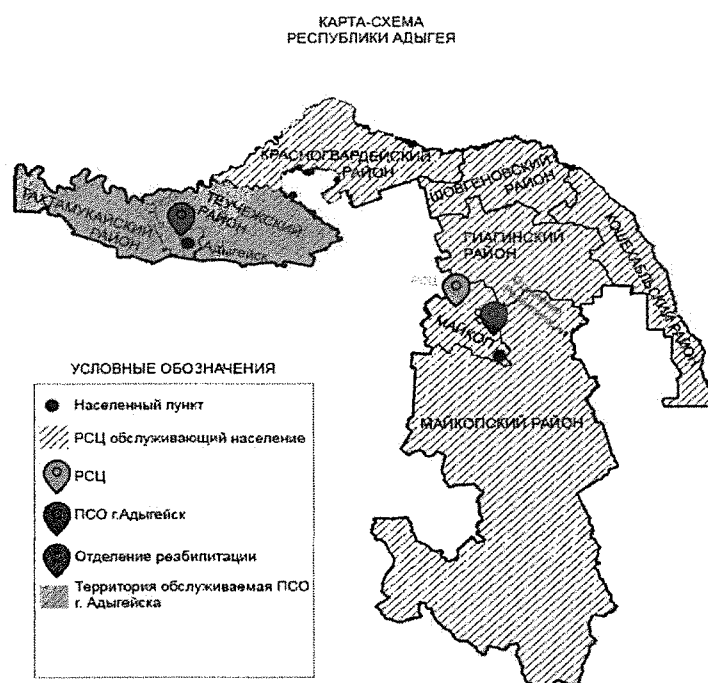 КАРТА-СХЕМА
РЕСПУБЛИКИ АДЫГЕЯ
КРАСНОГВАРДЕЙСКИЙ
РАЙОН
ШОВГЕНОВСКИЙ
РАЙОН
КОШЕХАБЛЬСКИЙ РАЙОН
ТАХТАМУКАЙСКИЙ
РАЙОН
ТЕУЧЕЖСКИЙ
РАЙОН
г.Адыгейск
ГИАГИНСКИЙ
РАЙОН
РСЦ
МАЙКОП
МАЙКОПСКИЙ РАЙОН
УСЛОВНЫЕ ОБОЗНАЧЕНИЯ
Населенный пункт
РСЦ обслуживающий население
РСЦ
ПСО г.Адыгейск
Отделение реабилитации
Территория обслуживаемая ПСО
г. Адыгейска